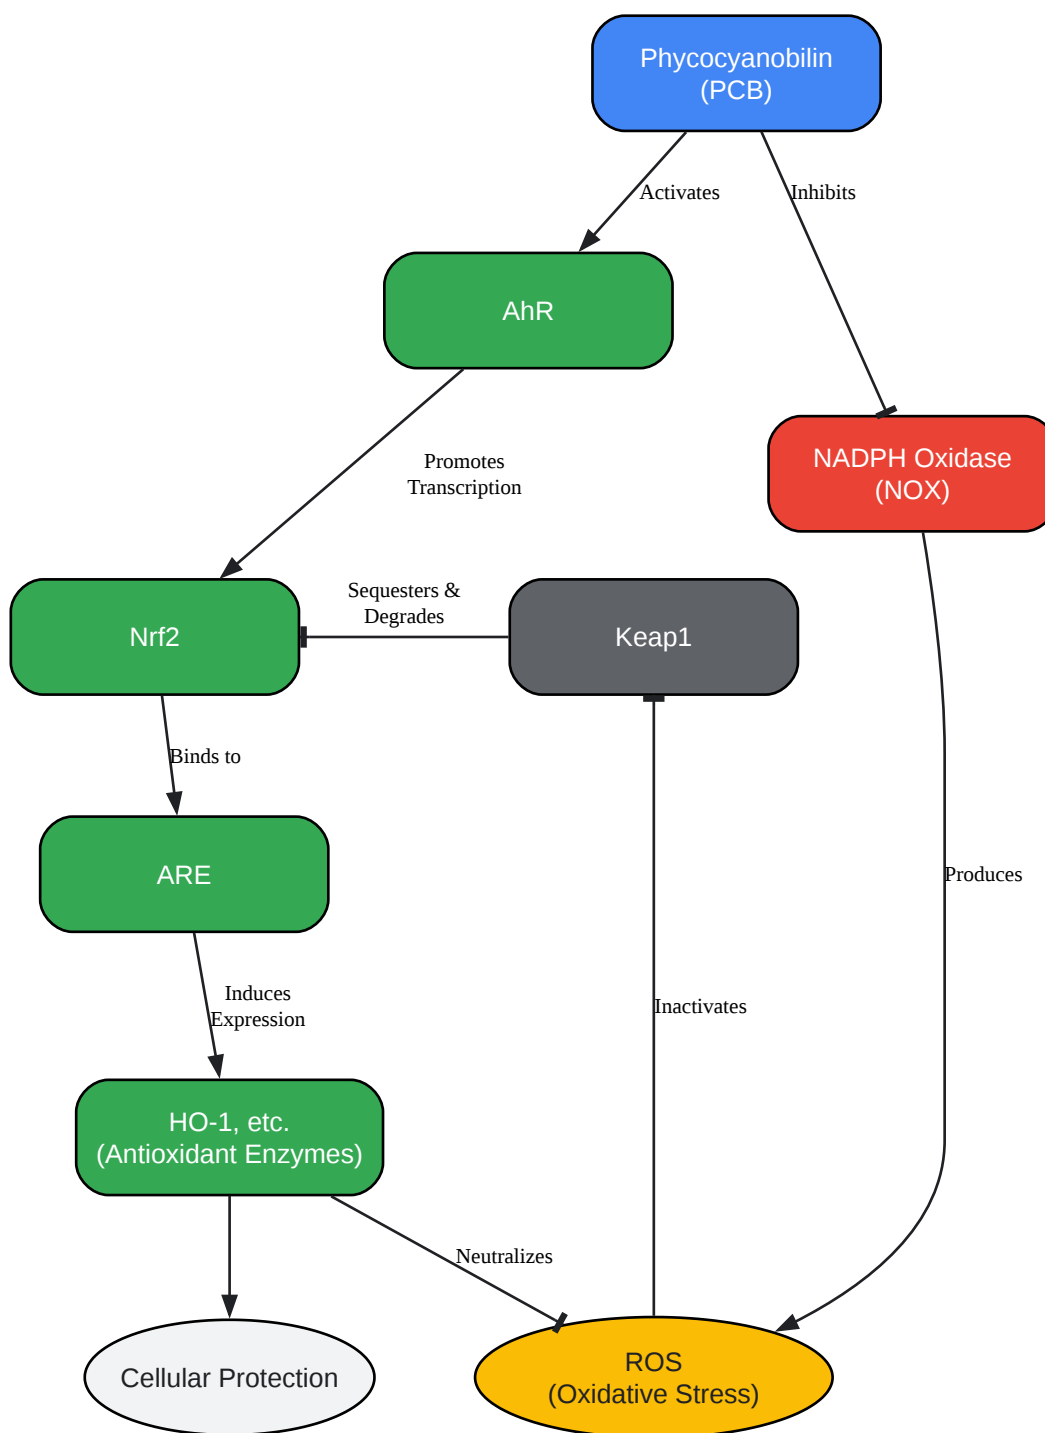 Phycocyanobilin
(PCB)
Activates
Inhibits
AhR
NADPH Oxidase
(NOX)
Promotes
Transcription
Sequesters &
Degrades
Nrf2
Keap1
Binds to
ARE
Produces
Induces
Expression
Inactivates
HO-1, etc.
(Antioxidant Enzymes)
Neutralizes
Cellular Protection
ROS
(Oxidative Stress)